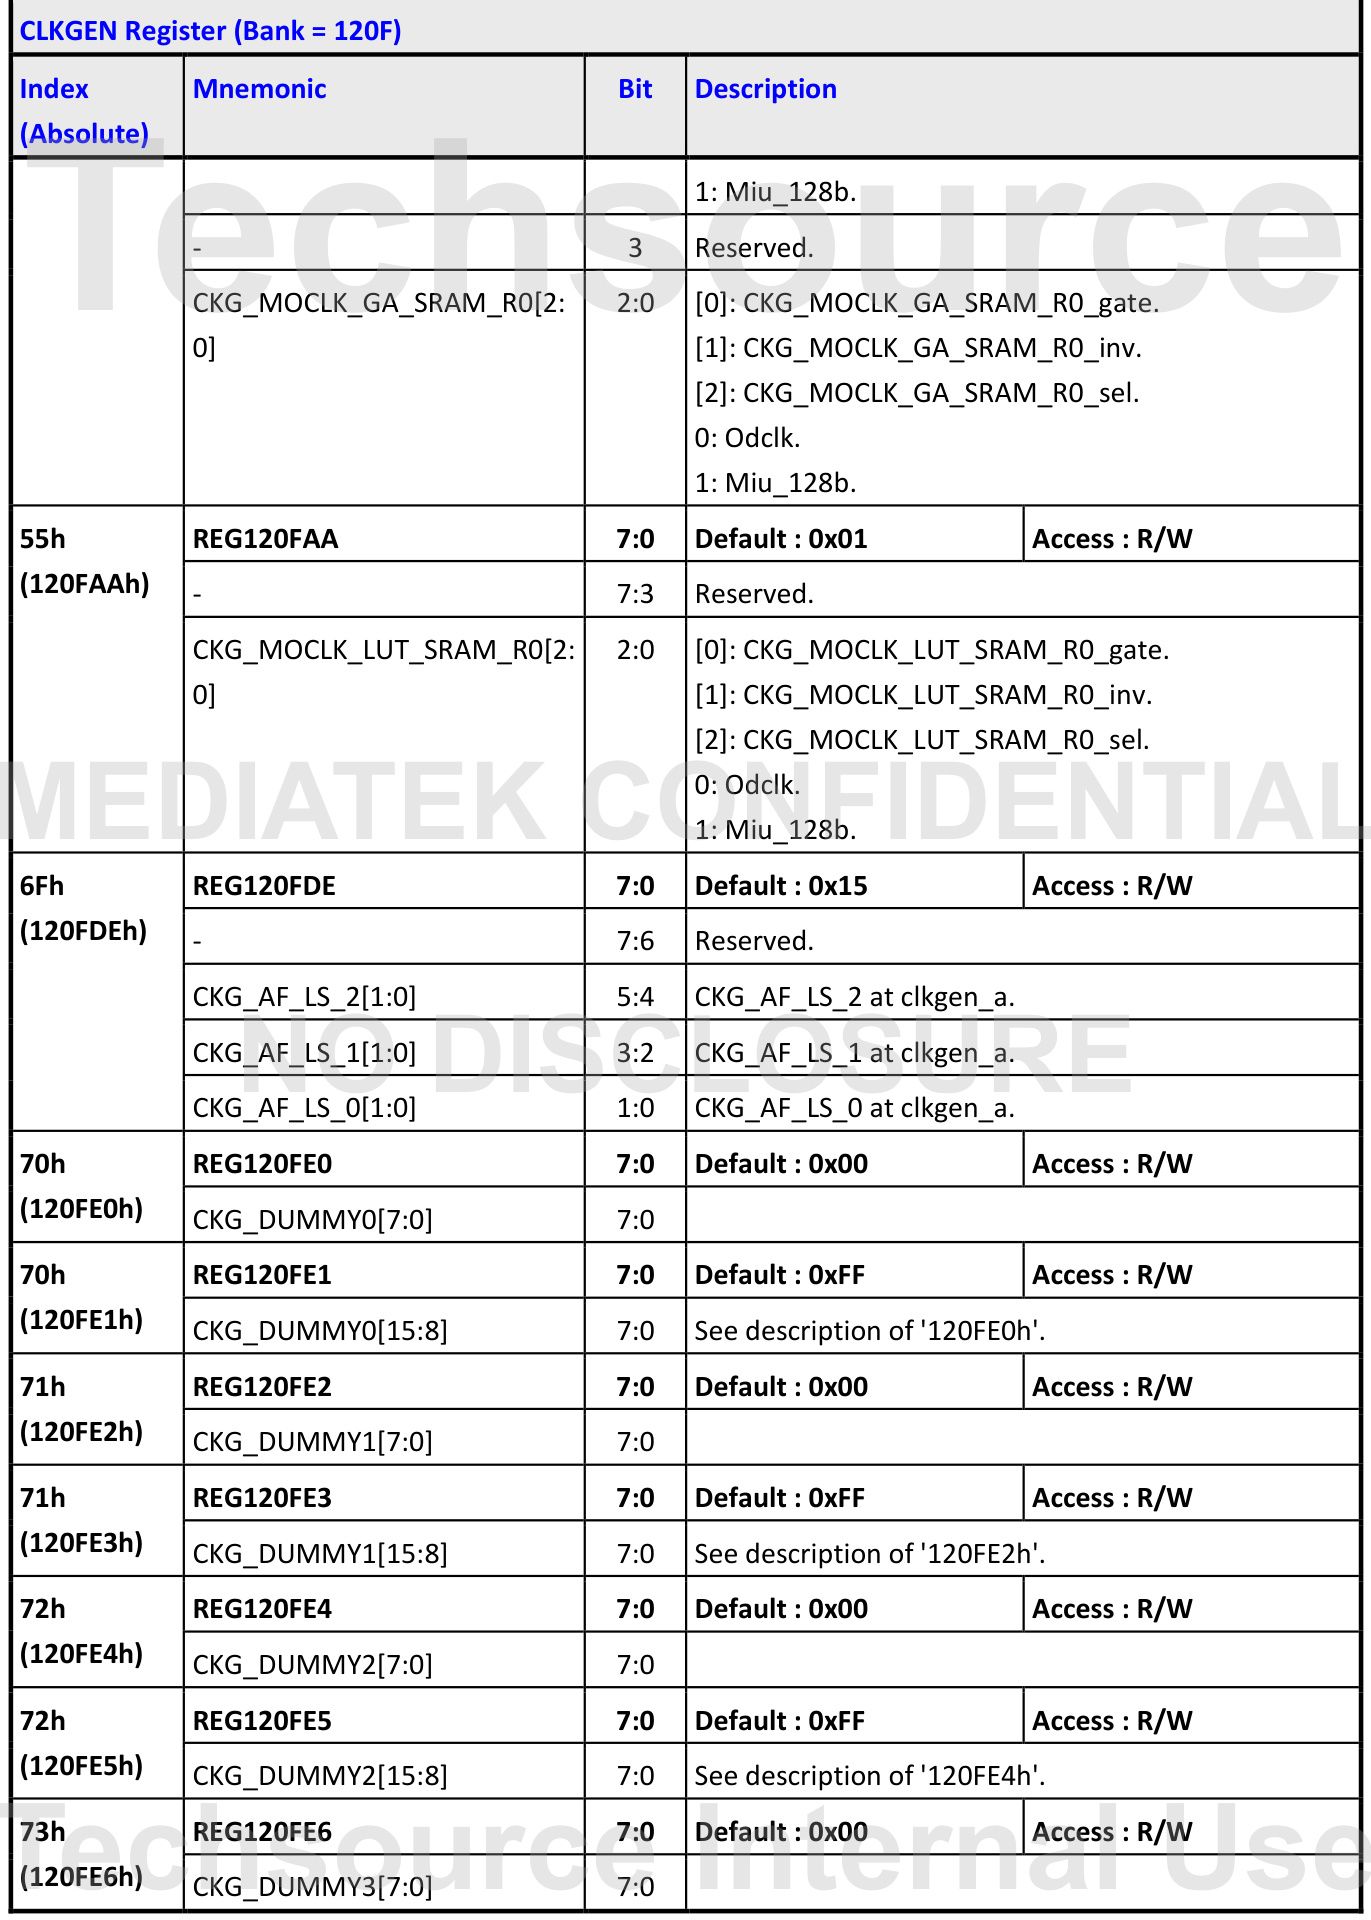 CLKGEN Register (Bank = 120F)
Index (Absolute) Mnemonic Bit Description
1: Miu_128b.
- 3 Reserved.
CKG_MOCLK_GA_SRAM_R0[2: 2:0 [0]: CKG_MOCLK_GA_SRAM_R0_gate.
0] [1]: CKG_MOCLK_GA_SRAM_R0_inv.
[2]: CKG_MOCLK_GA_SRAM_R0_sel.
0: Odclk.
1: Miu_128b.
55h REG120FAA 7:0 Default : 0x01 Access : R/W
(120FAAh) - 7:3 Reserved.
CKG_MOCLK_LUT_SRAM_R0[2: 2:0 [0]: CKG_MOCLK_LUT_SRAM_R0_gate.
0] [1]: CKG_MOCLK_LUT_SRAM_R0_inv.
[2]: CKG_MOCLK_LUT_SRAM_R0_sel.
0: Odclk.
1: Miu_128b.
6Fh REG120FDE 7:0 Default : 0x15 Access : R/W
(120FDEh) - 7:6 Reserved.
CKG_AF_LS_2[1:0] 5:4 CKG_AF_LS_2 at clkgen_a.
CKG_AF_LS_1[1:0] 3:2 CKG_AF_LS_1 at clkgen_a.
CKG_AF_LS_0[1:0] 1:0 CKG_AF_LS_0 at clkgen_a.
70h REG120FE0 7:0 Default : 0x00 Access : R/W
(120FE0h) CKG_DUMMY0[7:0] 7:0
70h REG120FE1 7:0 Default : 0xFF Access : R/W
(120FE1h) CKG_DUMMY0[15:8] 7:0 See description of '120FE0h'.
71h REG120FE2 7:0 Default : 0x00 Access : R/W
(120FE2h) CKG_DUMMY1[7:0] 7:0
71h REG120FE3 7:0 Default : 0xFF Access : R/W
(120FE3h) CKG_DUMMY1[15:8] 7:0 See description of '120FE2h'.
72h REG120FE4 7:0 Default : 0x00 Access : R/W
(120FE4h) CKG_DUMMY2[7:0] 7:0
72h REG120FE5 7:0 Default : 0xFF Access : R/W
(120FE5h) CKG_DUMMY2[15:8] 7:0 See description of '120FE4h'.
73h REG120FE6 7:0 Default : 0x00 Access : R/W
(120FE6h) CKG_DUMMY3[7:0] 7:0
Techsource
MEDIATEK CONFIDENTIAL
NO DISCLOSURE
Techsource Internal Use